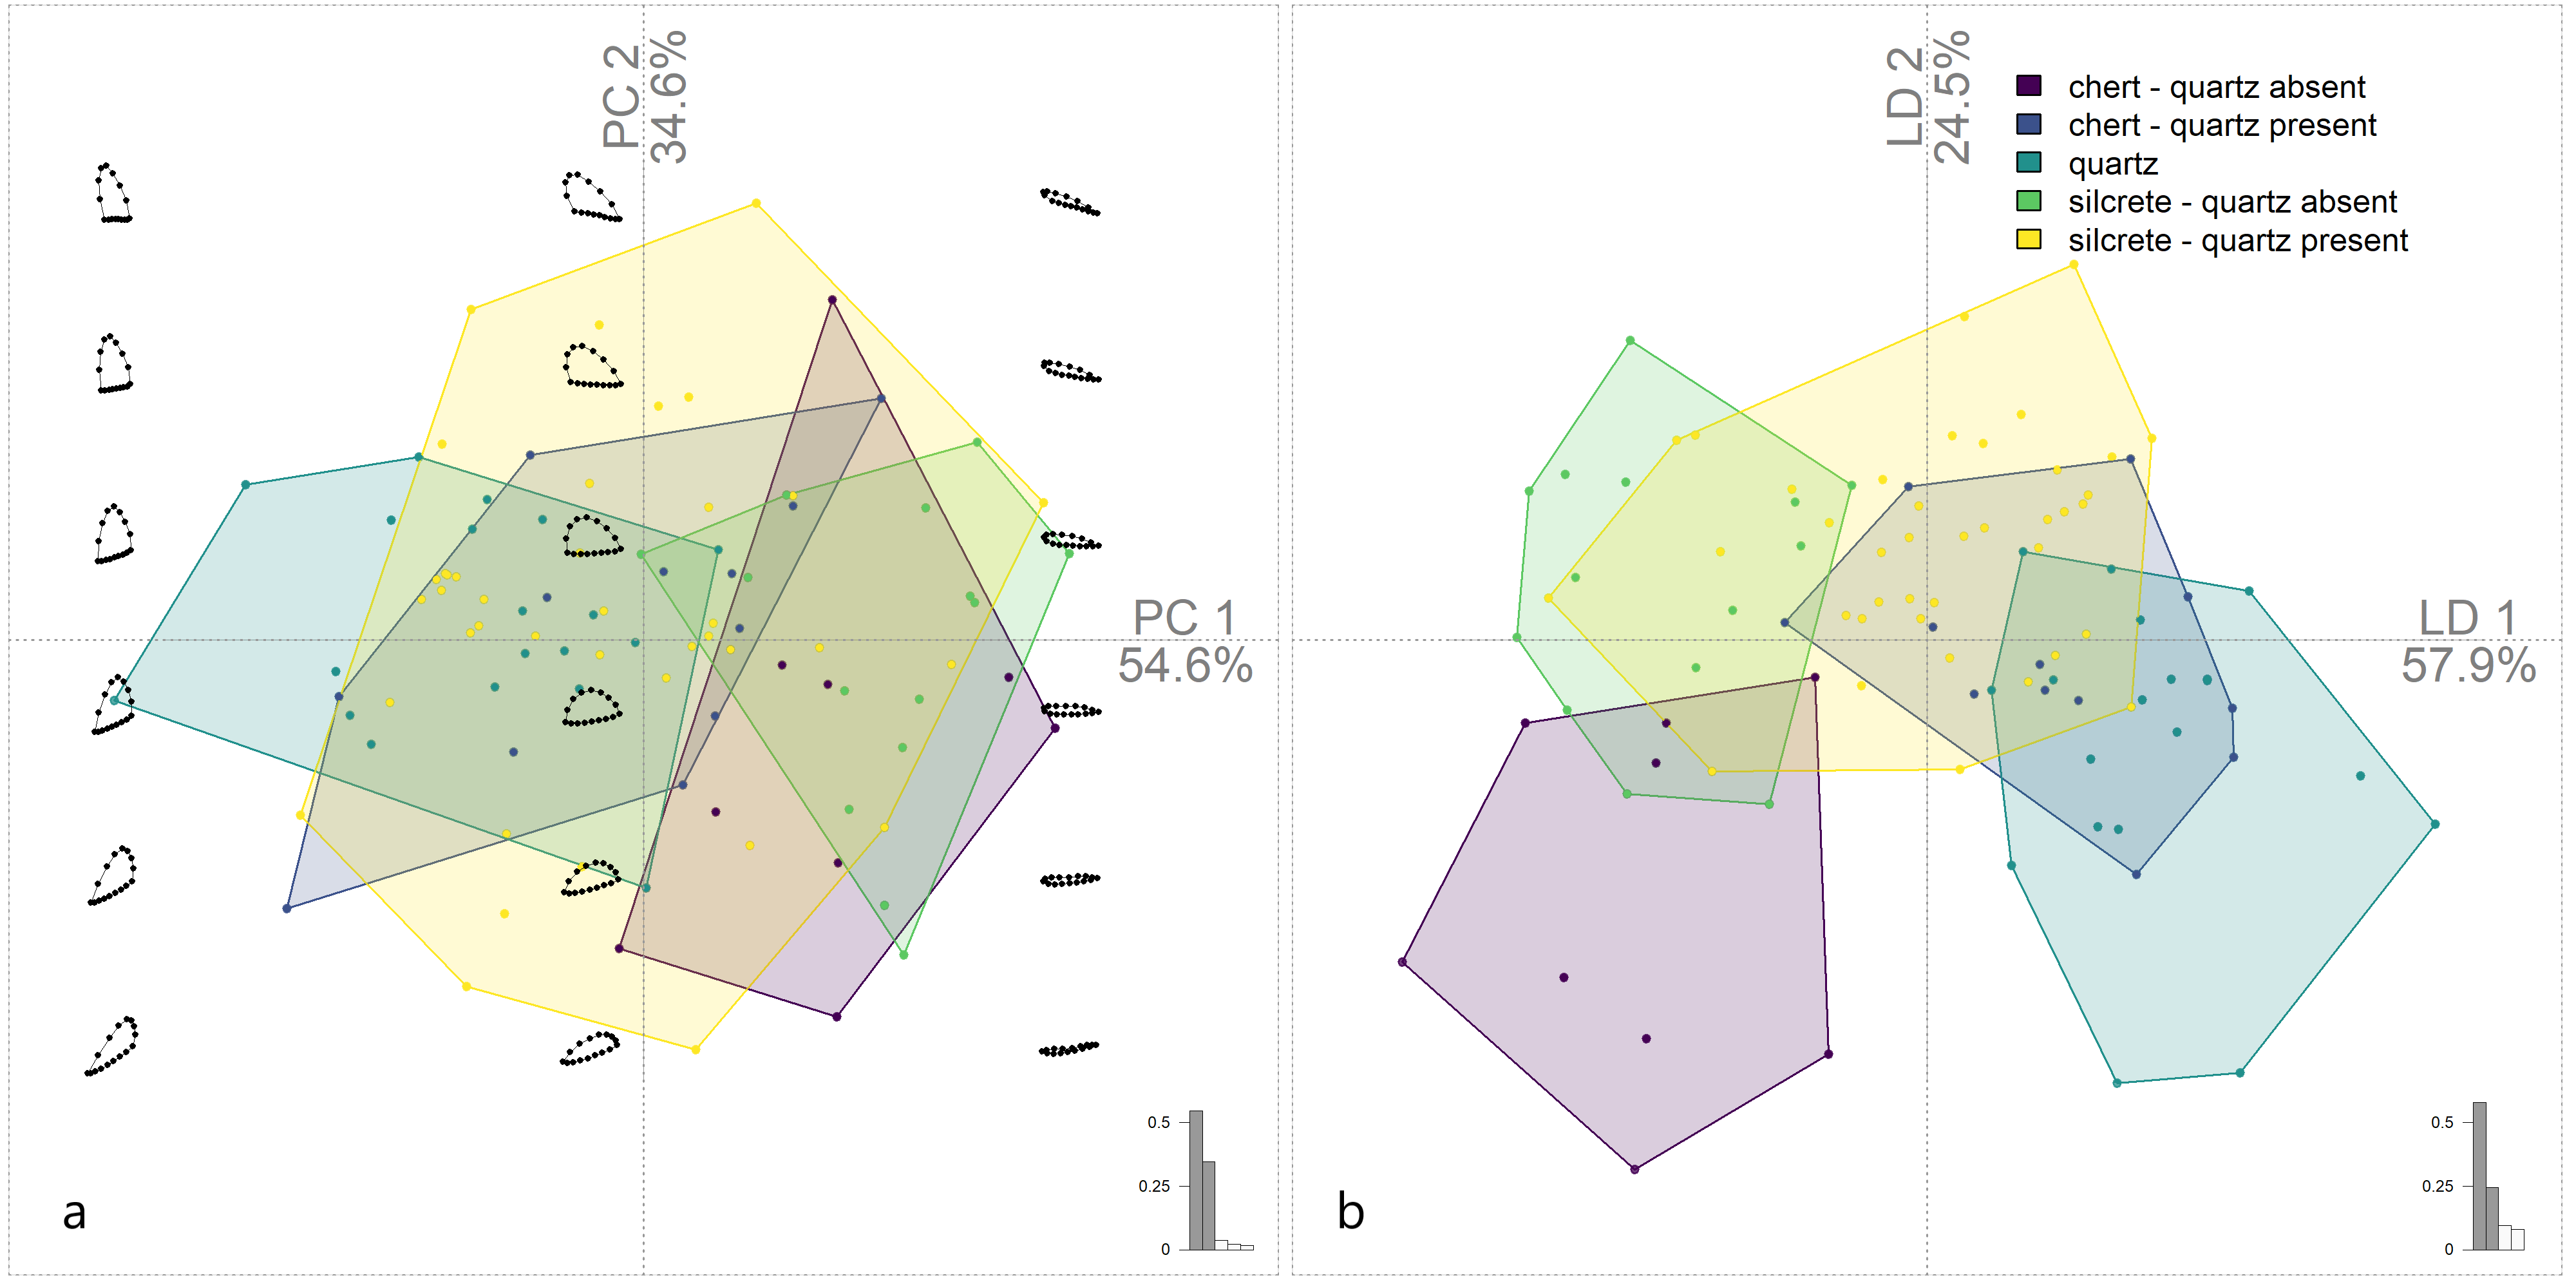 PC 2
34.6%
PC 1
54.6%
0.5
0.25
0
a
LD 2
24.5%
chert - quartz absent
chert - quartz present
quartz
silcrete - quartz absent
silcrete - quartz present
LD 1
57.9%
0.5
0.25
0
b